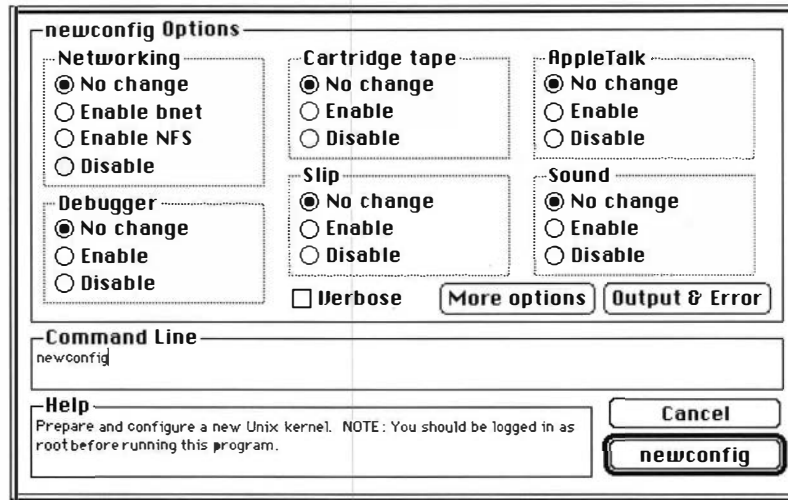 newconfig Options
Networking
No change
Enable bnet
Enable NFS
Disable
Cartridge tape
No change
Enable
Disable
AppleTalk
No change
Enable
Disable
Debugger
No change
Enable
Disable
Slip
No change
Enable
Disable
Sound
No change
Enable
Disable
Verbose
More options
Output & Error
Command Line
newconfig
Help
Prepare and configure a new Unix kernel. NOTE: You should be logged in as
root before running this program.
Cancel
newconfig